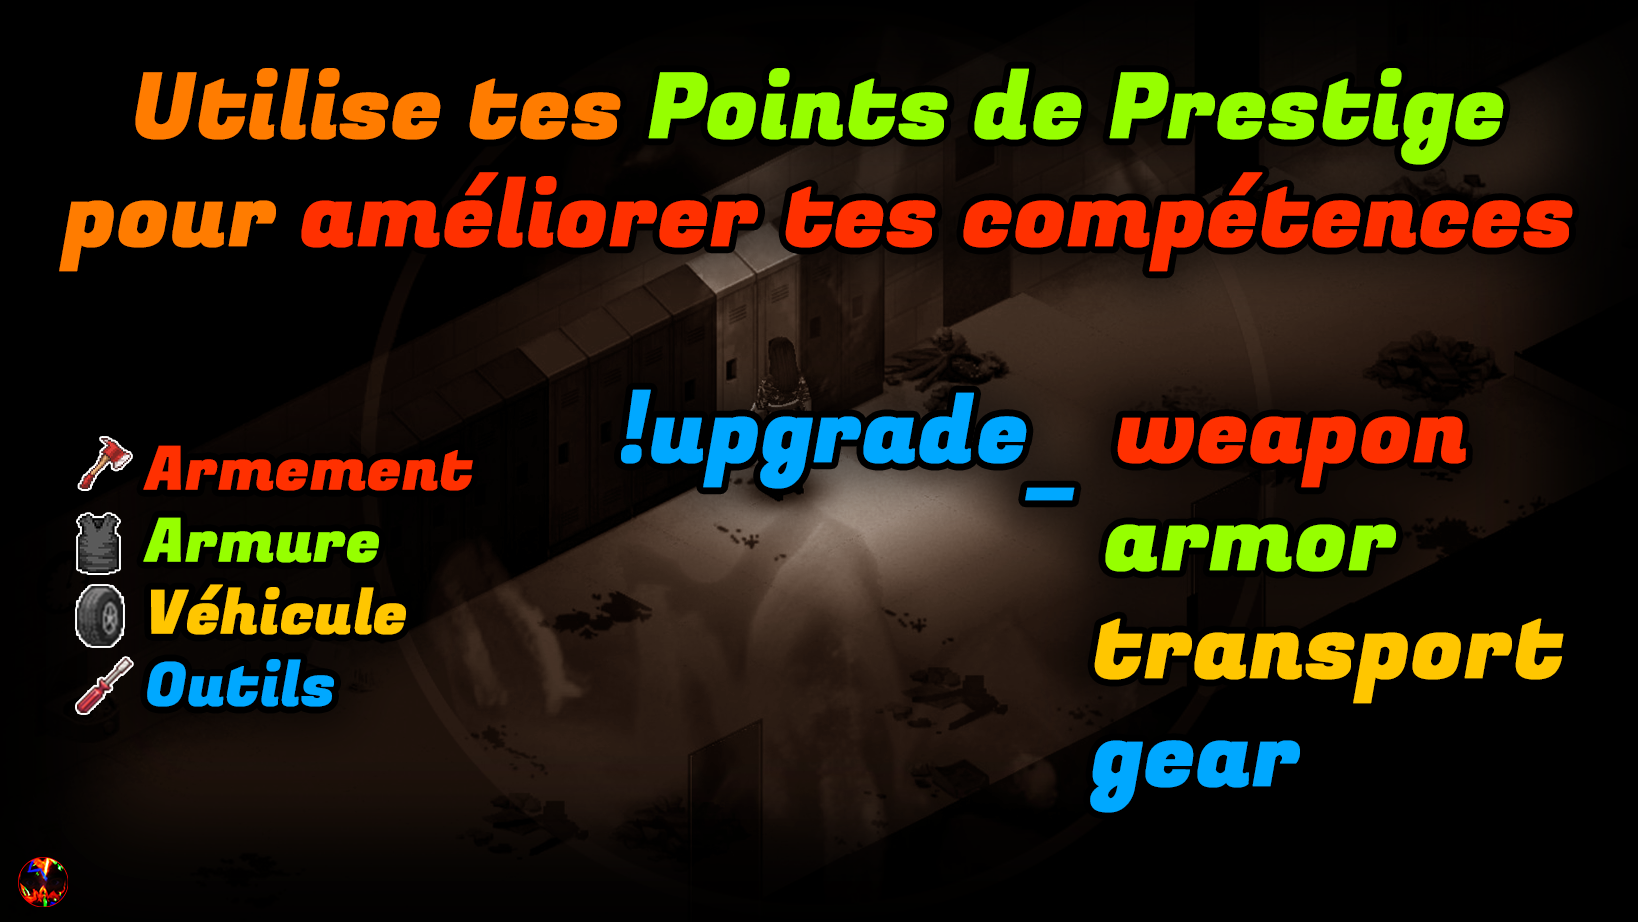 Utilise tes Points de Prestige
pour améliorer tes compétences
Armement
Armure
Véhicule
Outils
!upgrade_ weapon
armor
transport
gear